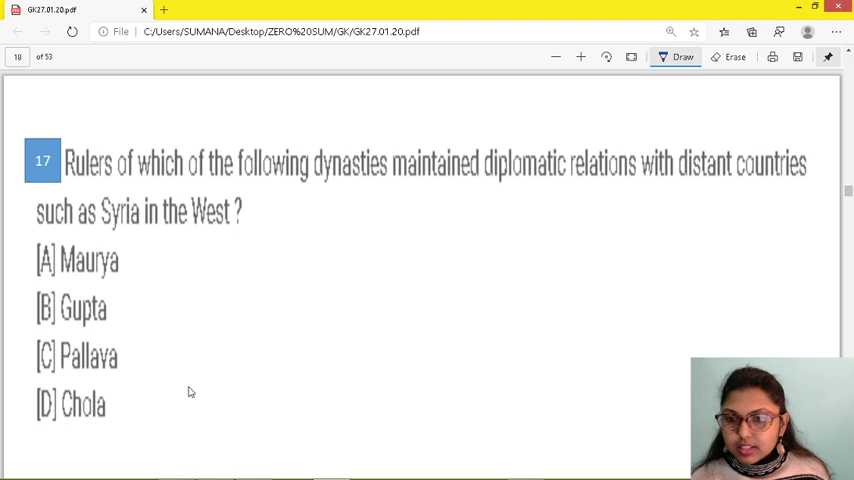 GK27.01.20.pdf
File C:/Users/SUMANA/Desktop/ZERO%20SUM/GK/GK27.01.20.pdf
18 of 53 Draw Erase
17 Rulers of which of the following dynasties maintained diplomatic relations with distant countries
such as Syria in the West ?
[A] Maurya
[B] Gupta
[C] Pallava
[D] Chola